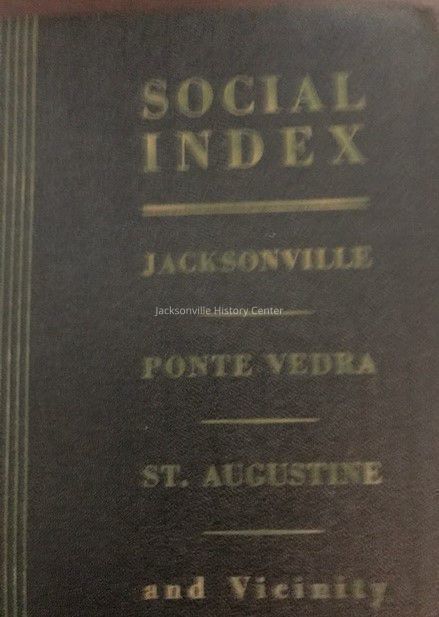 SOCIAL
INDEX
JACKSONVILLE
Jacksonville History Center
PONTE VEDRA
ST. AUGUSTINE
and Vicinity